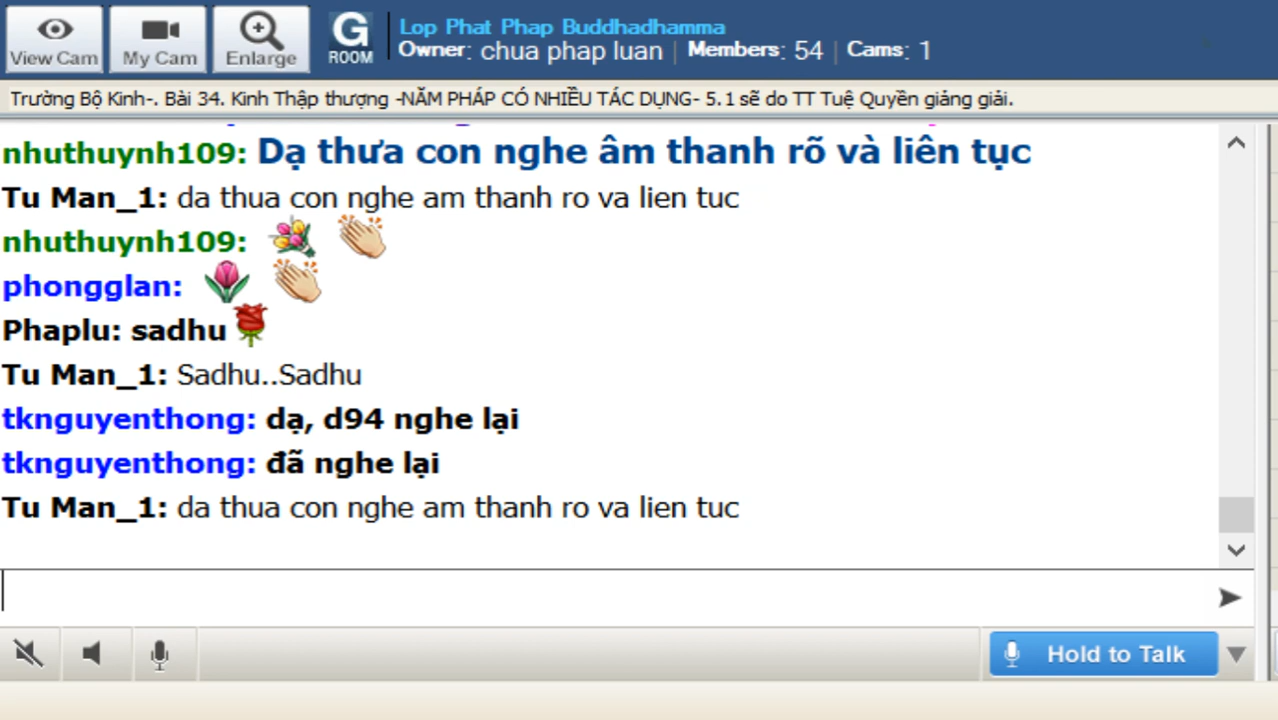 View Cam
My Cam
Enlarge
G
ROOM
Lop Phat Phap Buddhadhamma
Owner: chua phap luan | Members: 54 | Cams: 1
Trường Bộ Kinh-. Bài 34. Kinh Thập thượng -NĂM PHÁP CÓ NHIỀU TÁC DỤNG- 5.1 sẽ do TT Tuệ Quyền giảng giải.
nhuthuynh109: Dạ thưa con nghe âm thanh rõ và liên tục
Tu Man_1: da thua con nghe am thanh ro va lien tuc
nhuthuynh109:
phongglan:
Phaplu: sadhu
Tu Man_1: Sadhu..Sadhu
tknguyenthong: dạ, d94 nghe lại
tknguyenthong: đã nghe lại
Tu Man_1: da thua con nghe am thanh ro va lien tuc
Hold to Talk